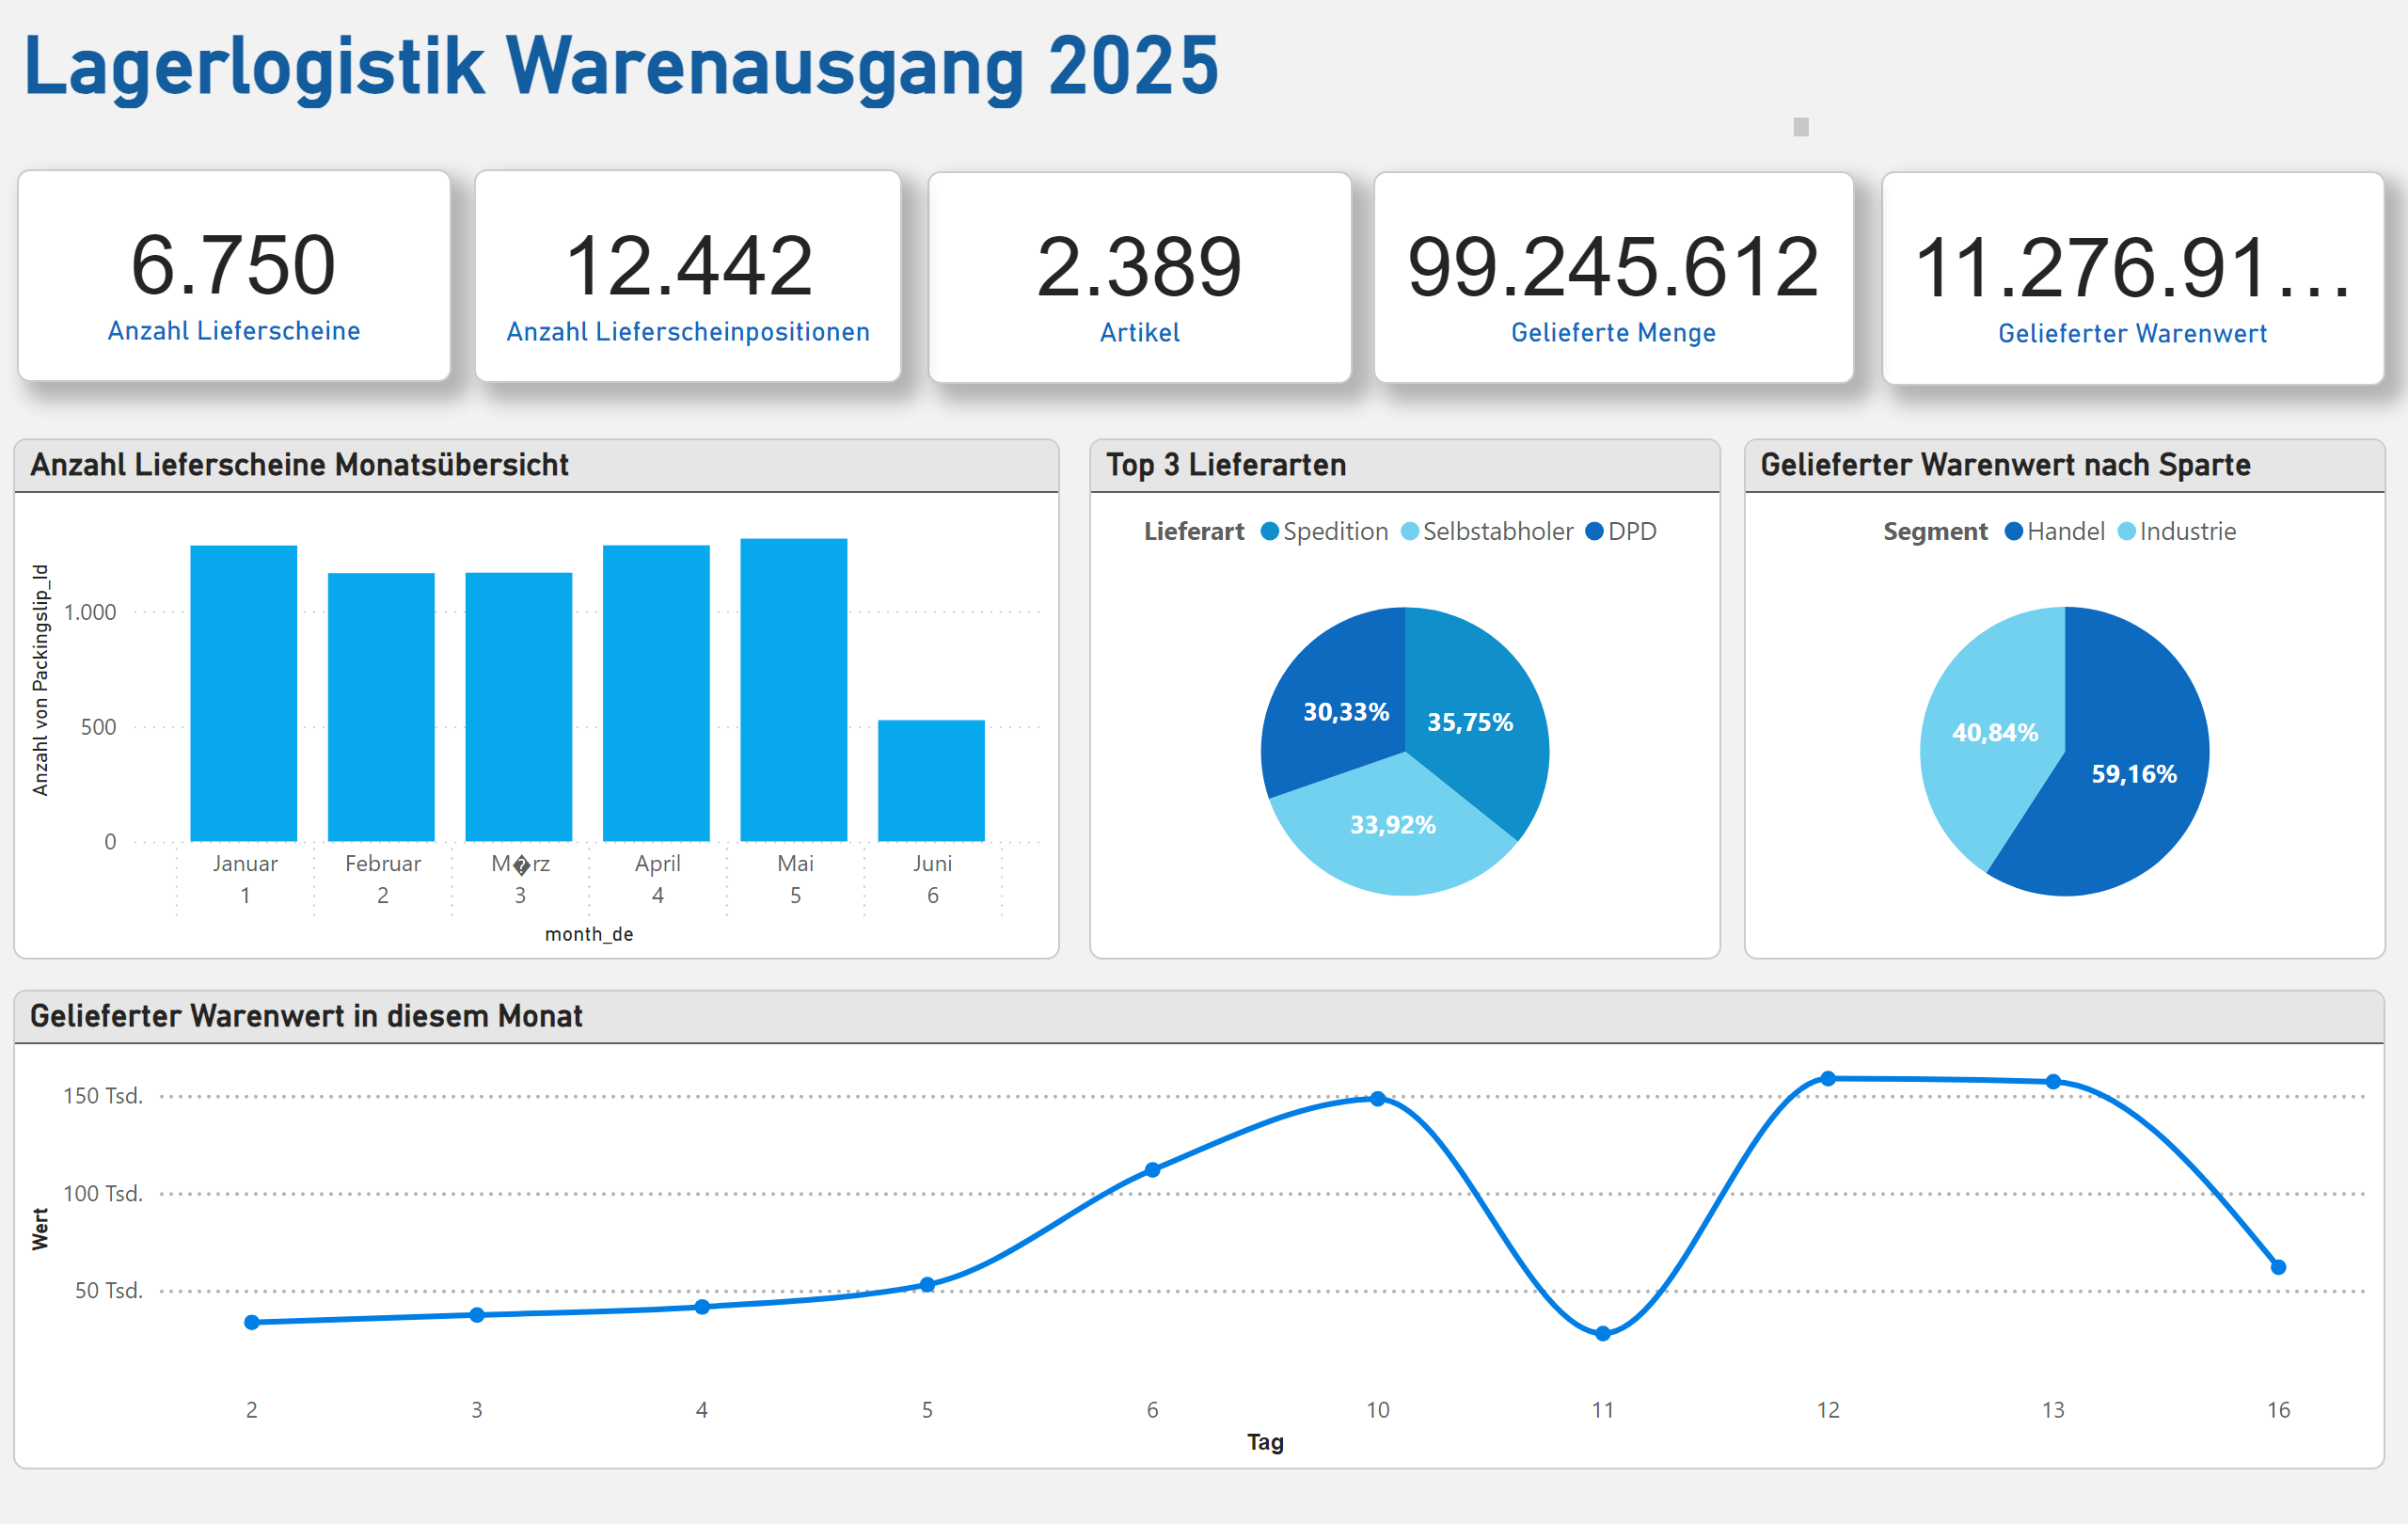 Lagerlogistik Warenausgang 2025
6.750
Anzahl Lieferscheine
12.442
Anzahl Lieferscheinpositionen
2.389
Artikel
99.245.612
Gelieferte Menge
11.276.91…
Gelieferter Warenwert
Anzahl Lieferscheine Monatsübersicht
Anzahl von Packingslip_Id
1.000
500
0
Januar Februar M�rz April Mai Juni
1 2 3 4 5 6
month_de
Top 3 Lieferarten
Lieferart Spedition Selbstabholer DPD
30,33% 35,75%
33,92%
Gelieferter Warenwert nach Sparte
Segment Handel Industrie
40,84%
59,16%
Gelieferter Warenwert in diesem Monat
Wert
150 Tsd.
100 Tsd.
50 Tsd.
2 3 4 5 6 10 11 12 13 16
Tag